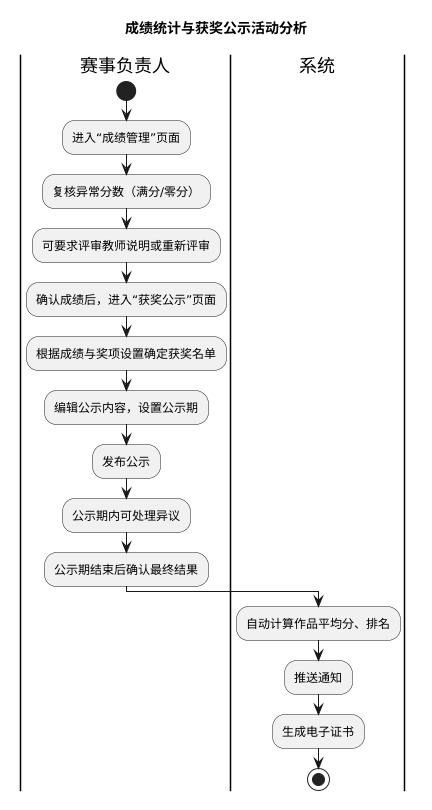 成绩统计与获奖公示活动分析
赛事负责人
系统
进入“成绩管理”页面
复核异常分数（满分/零分）
可要求评审教师说明或重新评审
确认成绩后，进入“获奖公示”页面
根据成绩与奖项设置确定获奖名单
编辑公示内容，设置公示期
发布公示
公示期内可处理异议
公示期结束后确认最终结果
自动计算作品平均分、排名
推送通知
生成电子证书